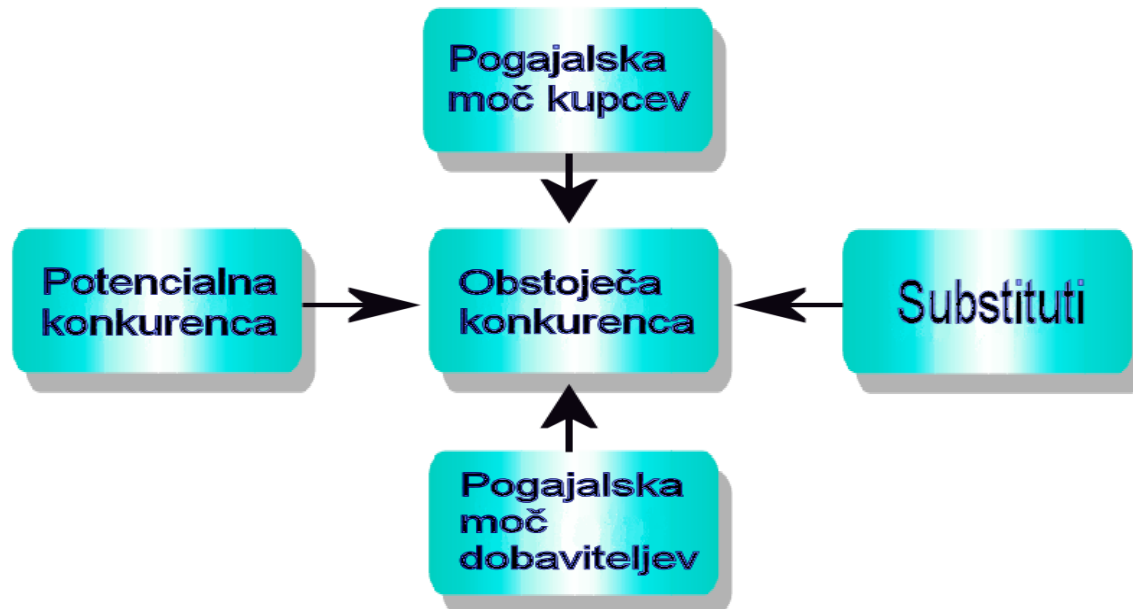 Pogajalska
moč kupcev
Potencialna
konkurenca
Obstoječa
konkurenca
Substituti
Pogajalska
moč
dobaviteljev